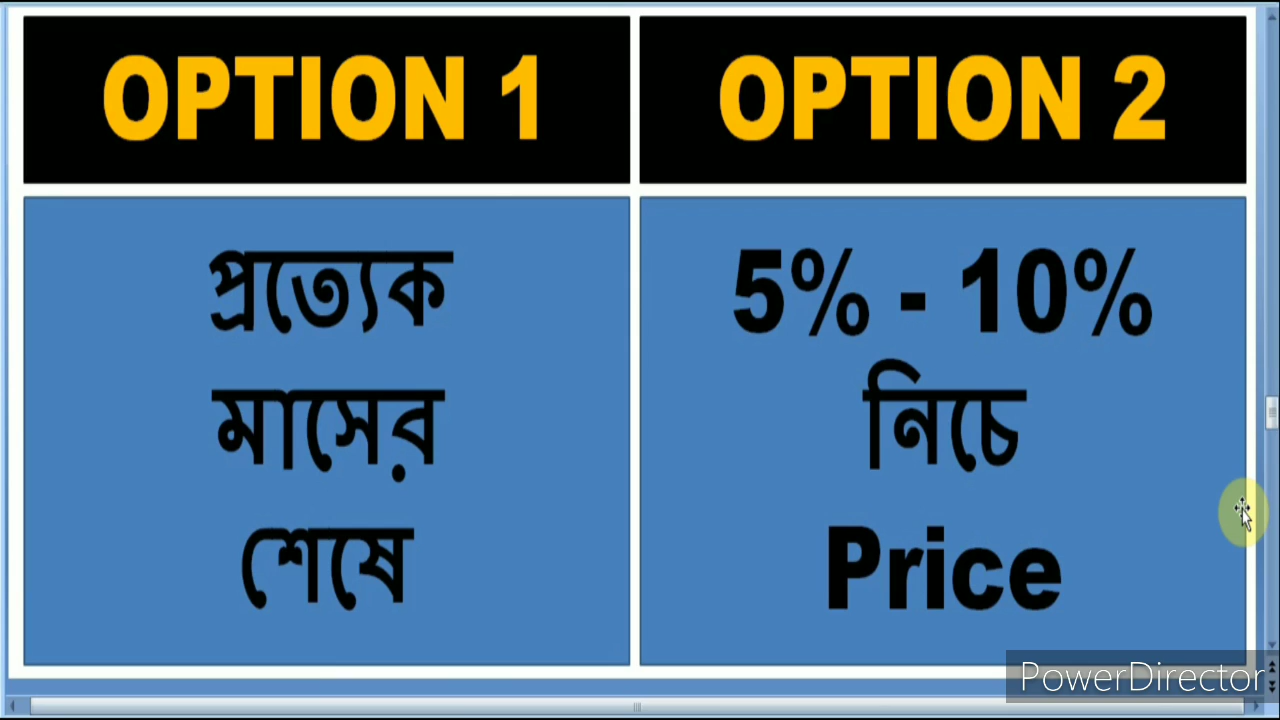 OPTION 1
OPTION 2
প্রত্যেক
মাসের
শেষে
5% - 10%
নিচে
Price
PowerDirector